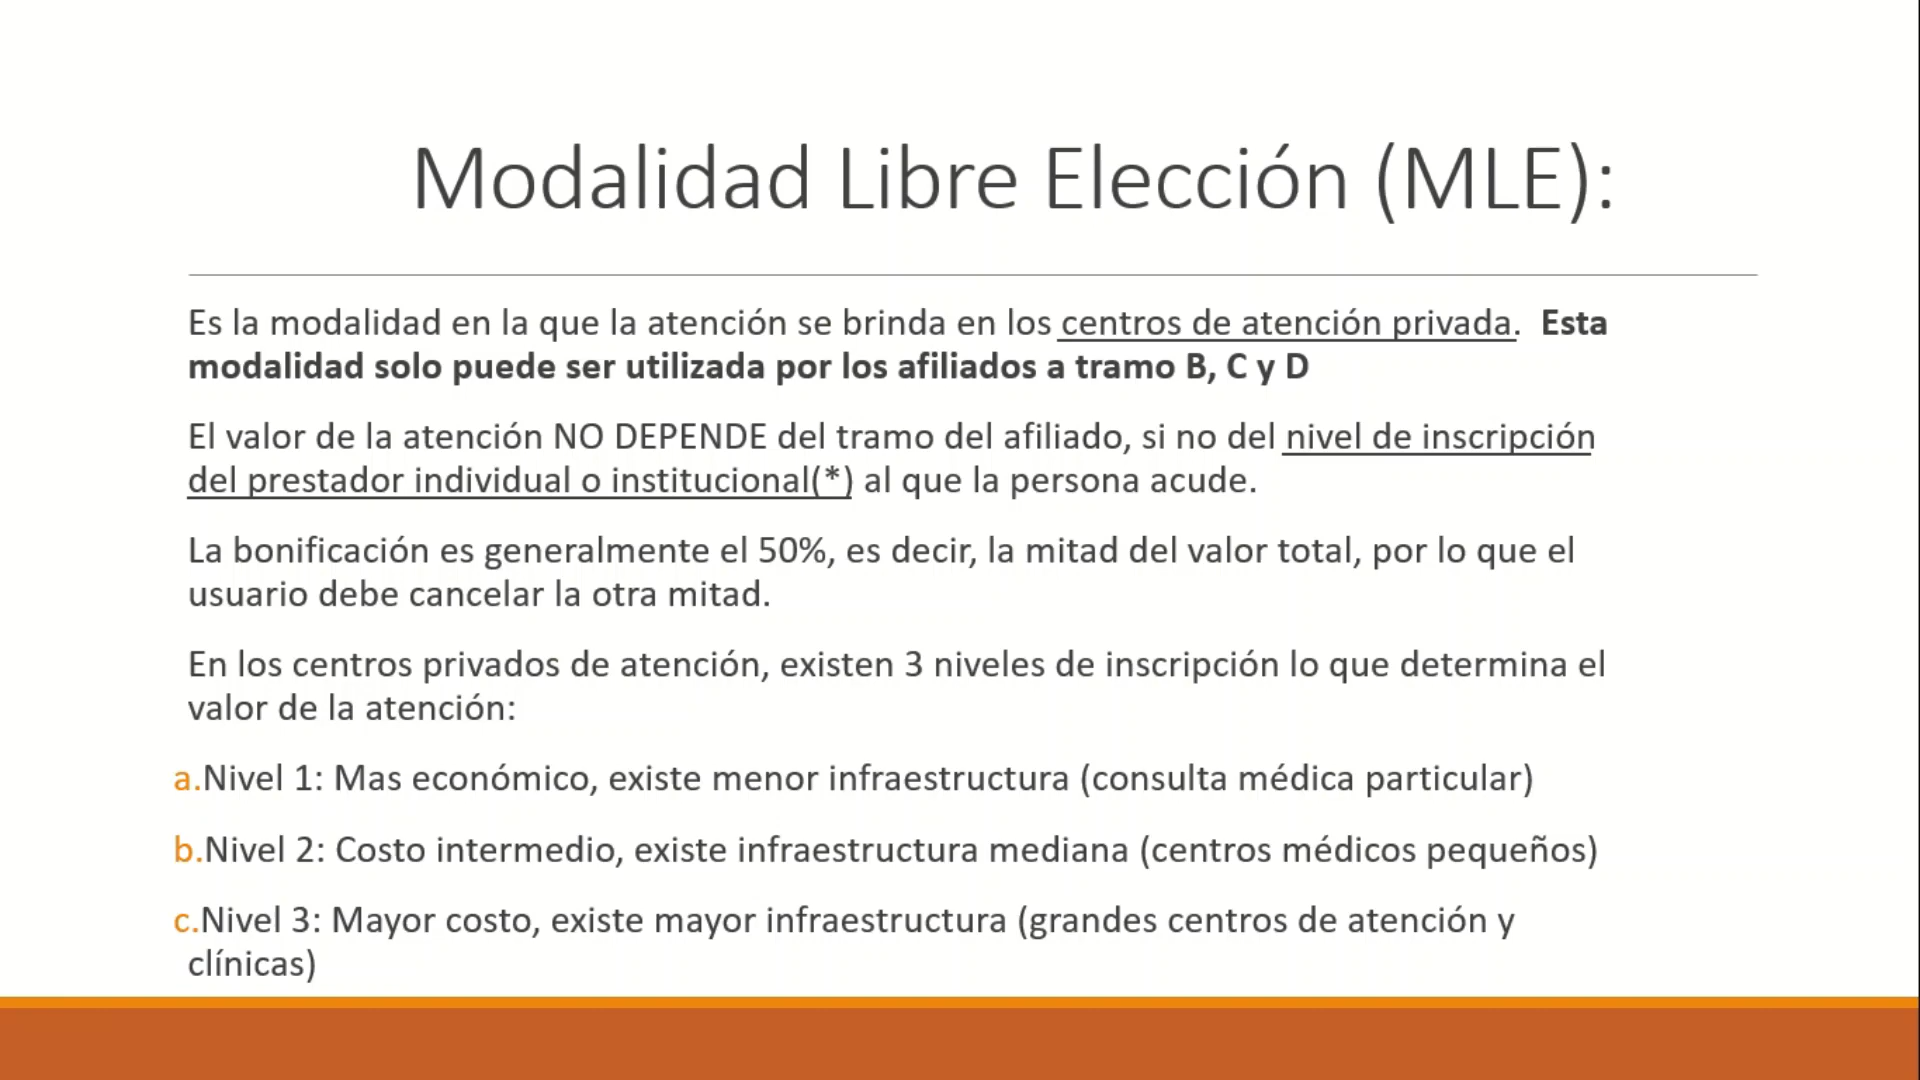 Modalidad Libre Elección (MLE):
Es la modalidad en la que la atención se brinda en los centros de atención privada.  Esta
modalidad solo puede ser utilizada por los afiliados a tramo B, C y D
El valor de la atención NO DEPENDE del tramo del afiliado, si no del nivel de inscripción
del prestador individual o institucional(*) al que la persona acude.
La bonificación es generalmente el 50%, es decir, la mitad del valor total, por lo que el
usuario debe cancelar la otra mitad.
En los centros privados de atención, existen 3 niveles de inscripción lo que determina el
valor de la atención:
a.Nivel 1: Mas económico, existe menor infraestructura (consulta médica particular)
b.Nivel 2: Costo intermedio, existe infraestructura mediana (centros médicos pequeños)
c.Nivel 3: Mayor costo, existe mayor infraestructura (grandes centros de atención y
clínicas)